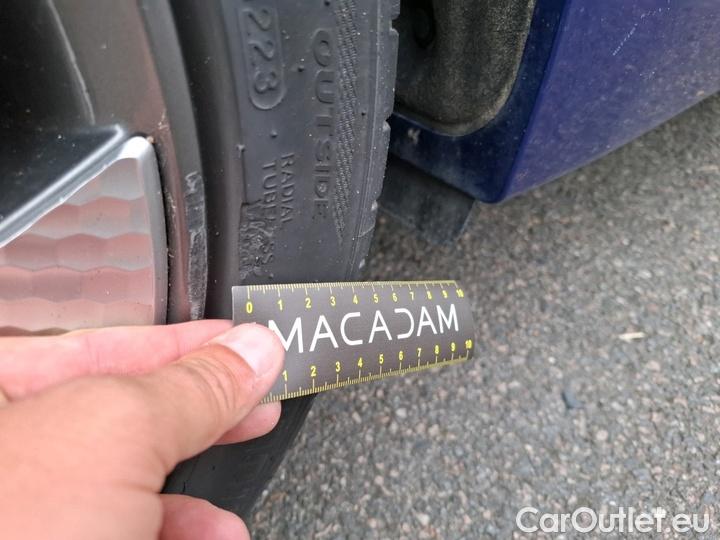 223
OUTSIDE
RADIAL
TUBELESS
0 1 2 3 4 5 6 7 8 9 10
MACADAM
1 2 3 4 5 6 7 8 9 10
CarOutlet.eu